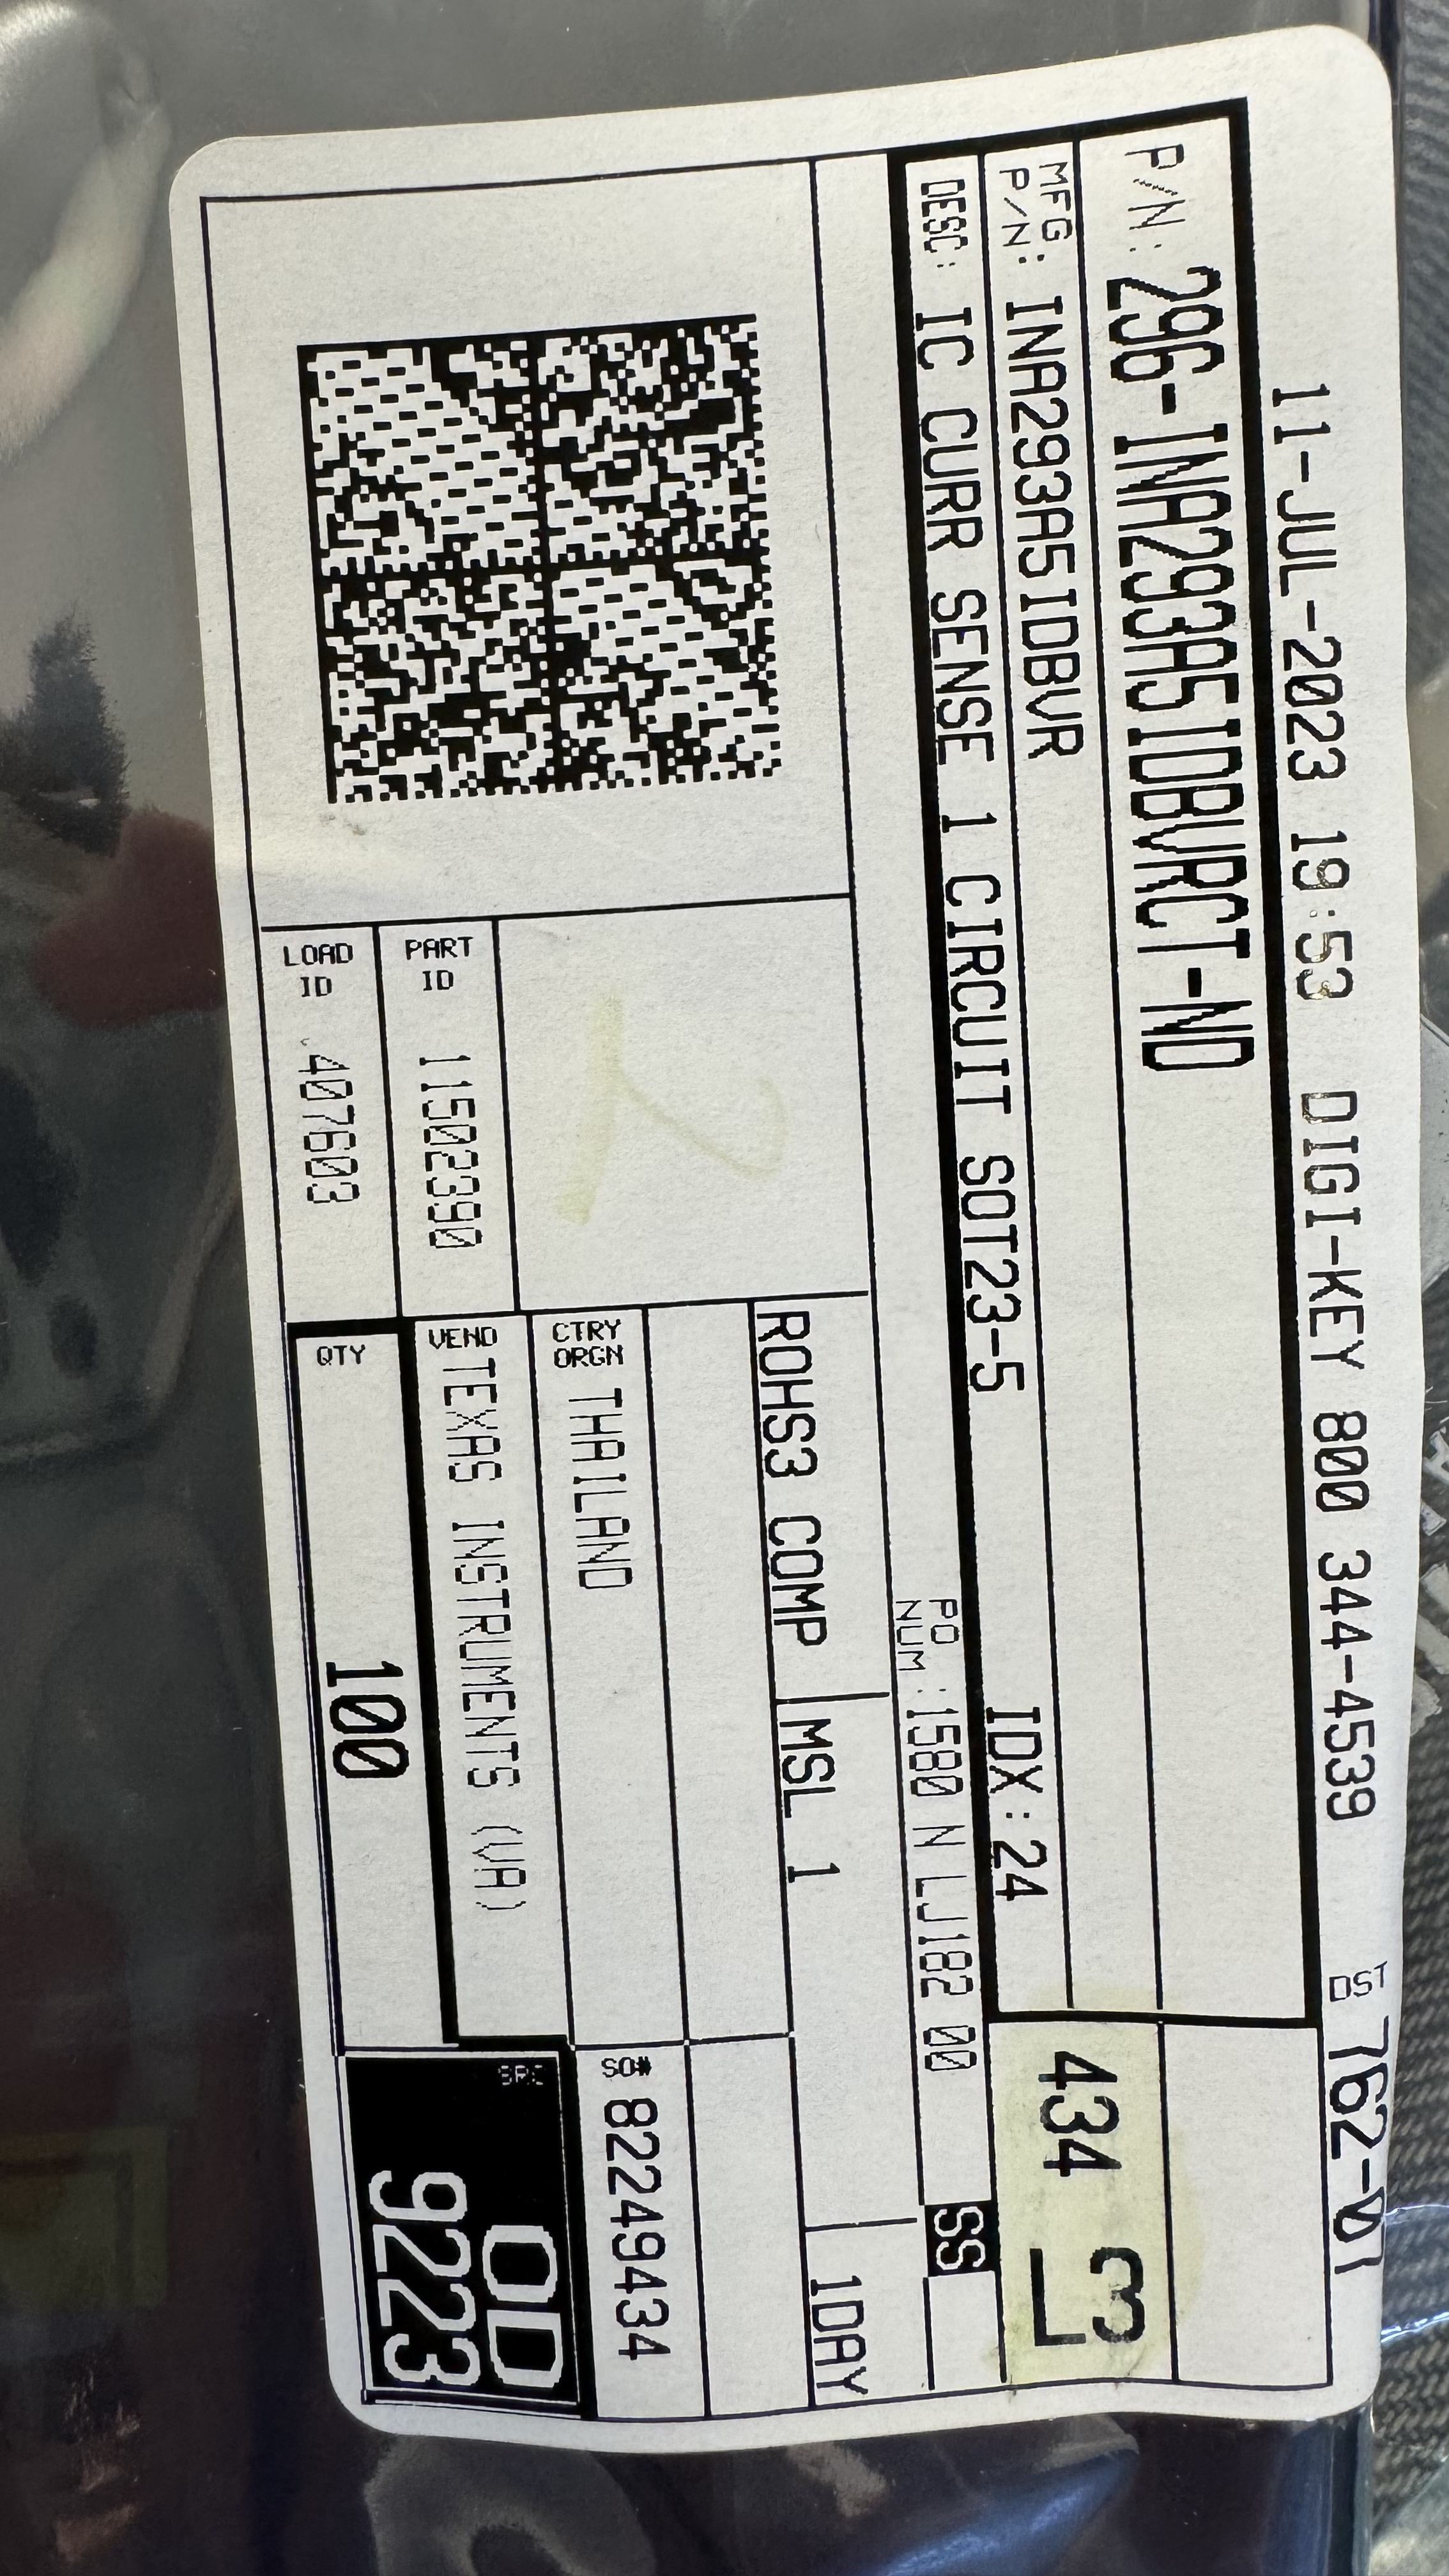 11-JUL-2023 19:53 DIGI-KEY 800 344-4539 DST 762-01
P/N: 296-INA293A5IDBVRCT-ND
MFG P/N: INA293A5IDBVR
434 L3
DESC: IC CURR SENSE 1 CIRCUIT SOT23-5 IDX:24
PO NUM :1580 N LJ182 00 SS
ROHS3 COMP MSL 1 1DAY
CTRY ORGN THAILAND SO# 82249434
PART ID 11502390
VEND TEXAS INSTRUMENTS (VA)
LOAD ID 407603
QTY 100
SRC OD
9223